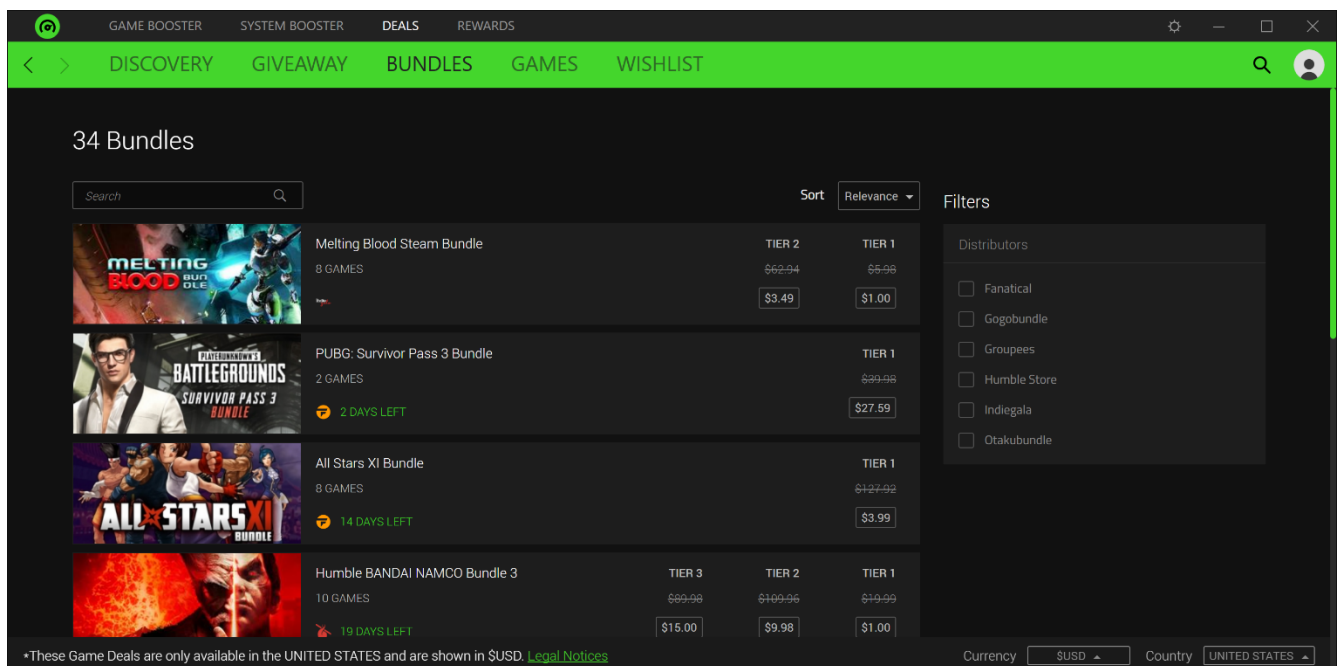 GAME BOOSTER SYSTEM BOOSTER DEALS REWARDS
DISCOVERY GIVEAWAY BUNDLES GAMES WISHLIST
34 Bundles
Search
Sort Relevance
Filters
MELTING
BLOOD BUN
DLE
Melting Blood Steam Bundle
8 GAMES
TIER 2 TIER 1
$62.94 $5.98
$3.49 $1.00
PLAYERUNKNOWN'S
BATTLEGROUNDS
SURVIVOR PASS 3
BUNDLE
PUBG: Survivor Pass 3 Bundle
2 GAMES
2 DAYS LEFT
TIER 1
$39.98
$27.59
ALL STARS XI
BUNDLE
All Stars XI Bundle
8 GAMES
14 DAYS LEFT
TIER 1
$127.92
$3.99
Humble BANDAI NAMCO Bundle 3
10 GAMES
19 DAYS LEFT
TIER 3 TIER 2 TIER 1
$89.98 $109.96 $19.99
$15.00 $9.98 $1.00
Distributors
Fanatical
Gogobundle
Groupees
Humble Store
Indiegala
Otakubundle
*These Game Deals are only available in the UNITED STATES and are shown in $USD. Legal Notices
Currency $USD Country UNITED STATES